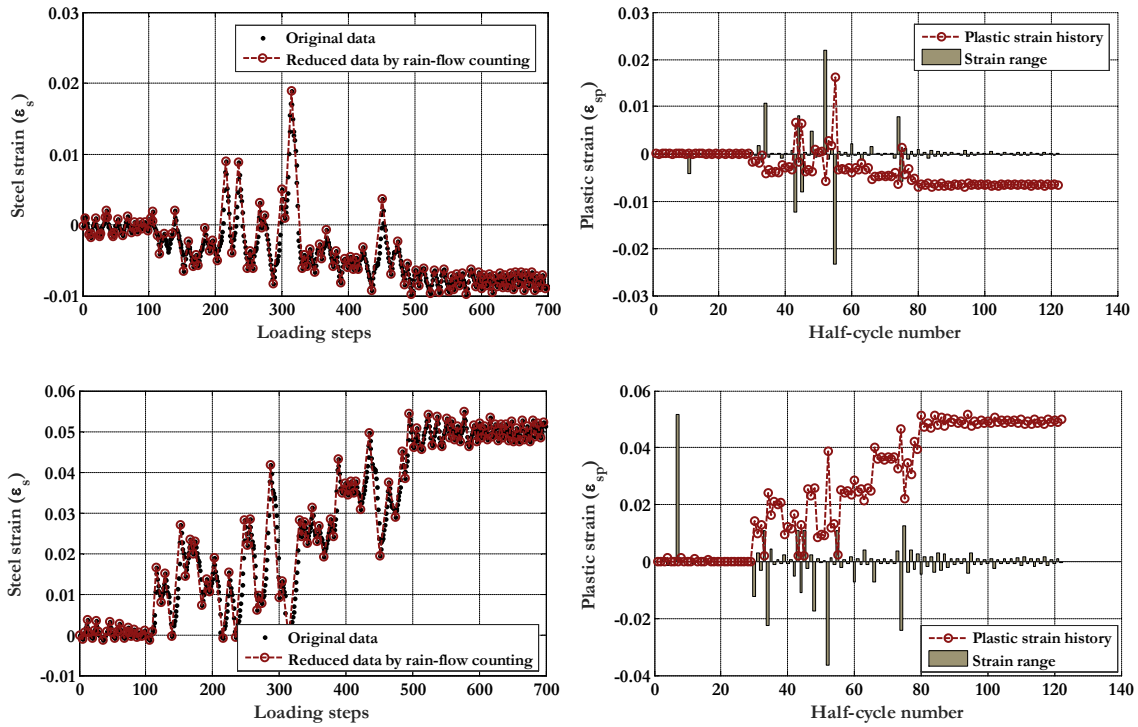 0.03
0.02
0.01
0
-0.01
0 100 200 300 400 500 600 700
Steel strain (ε_s)
Loading steps
Original data
Reduced data by rain-flow counting
0.03
0.02
0.01
0
-0.01
-0.02
-0.03
0 20 40 60 80 100 120 140
Plastic strain (ε_sp)
Half-cycle number
Plastic strain history
Strain range
0.06
0.05
0.04
0.03
0.02
0.01
0
-0.01
0 100 200 300 400 500 600 700
Steel strain (ε_s)
Loading steps
Original data
Reduced data by rain-flow counting
0.06
0.04
0.02
0
-0.02
-0.04
0 20 40 60 80 100 120 140
Plastic strain (ε_sp)
Half-cycle number
Plastic strain history
Strain range